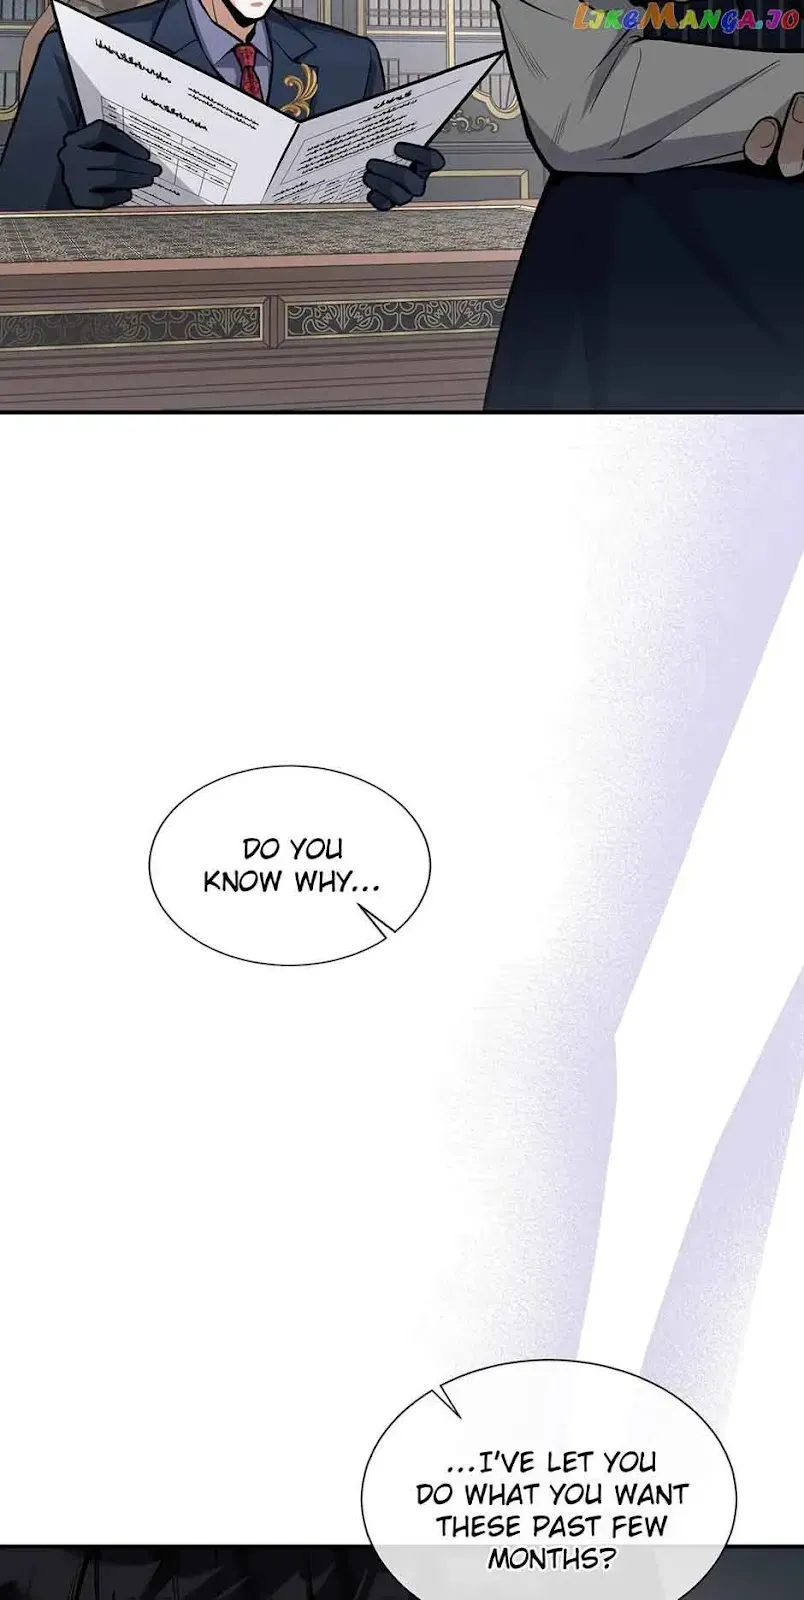 LIKEMANGA.IO
DO YOU
KNOW WHY...
...I'VE LET YOU
DO WHAT YOU WANT
THESE PAST FEW
MONTHS?